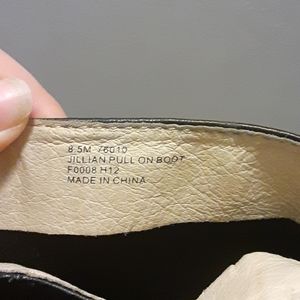 8.5M 76010
JILLIAN PULL ON BOOT
F0008 H12
MADE IN CHINA